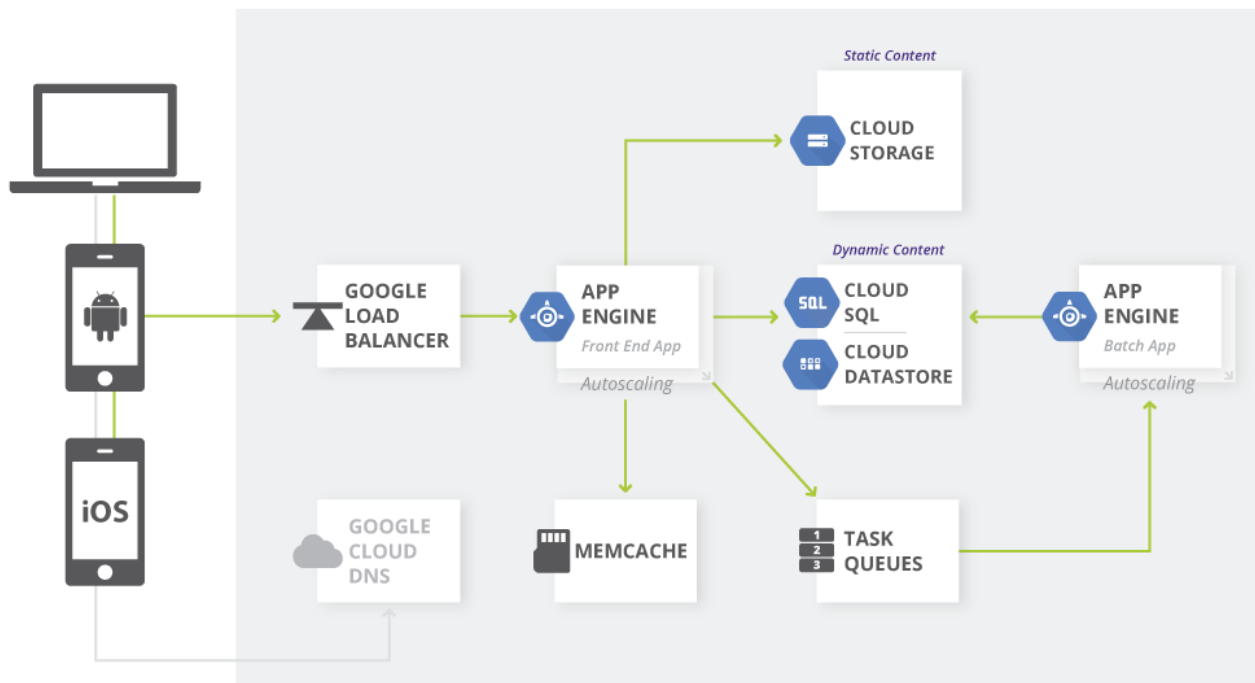 Static Content
CLOUD
STORAGE
Dynamic Content
GOOGLE
LOAD
BALANCER
APP
ENGINE
Front End App
Autoscaling
SQL
CLOUD
SQL
CLOUD
DATASTORE
APP
ENGINE
Batch App
Autoscaling
iOS
GOOGLE
CLOUD
DNS
MEMCACHE
1
2
3
TASK
QUEUES